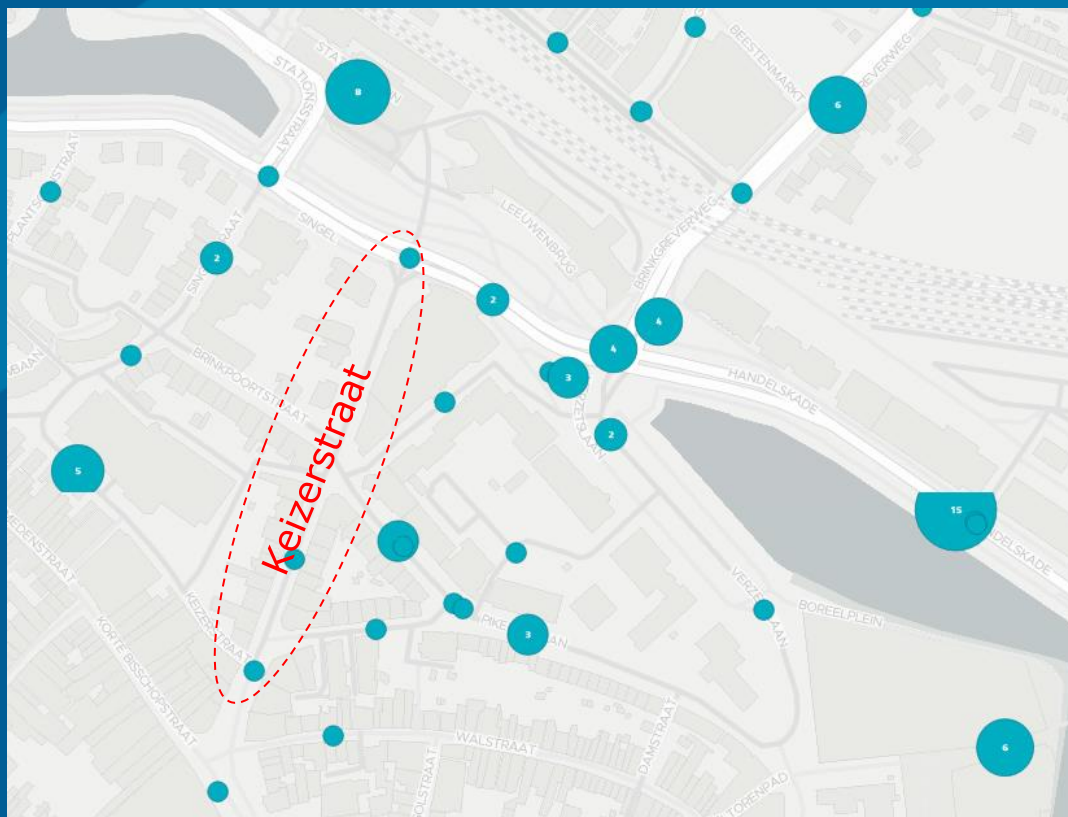 BEESTENMARKT
8
6
STATIONSSTRAAT
BRINKGREVERWEG
LEEUWENBRUG
SINGEL
2
2
4
4
3
BRINKPOORTSTRAAT
HANDELSKADE
Keizerstraat
2
5
15
KEIZERSTRAAT
BOREELPLEIN
3
KORTE BISSCHOPSTRAAT
WALSTRAAT
DAMSTRAAT
6
TORENPAD